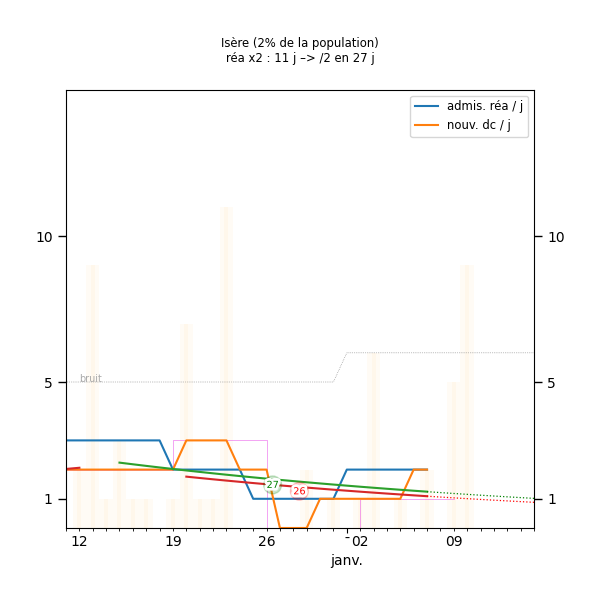 Isère (2% de la population)
réa x2 : 11 j –> /2 en 27 j
admis. réa / j
nouv. dc / j
10
10
bruit
5
5
27
26
1
1
12
19
26
02
09
janv.